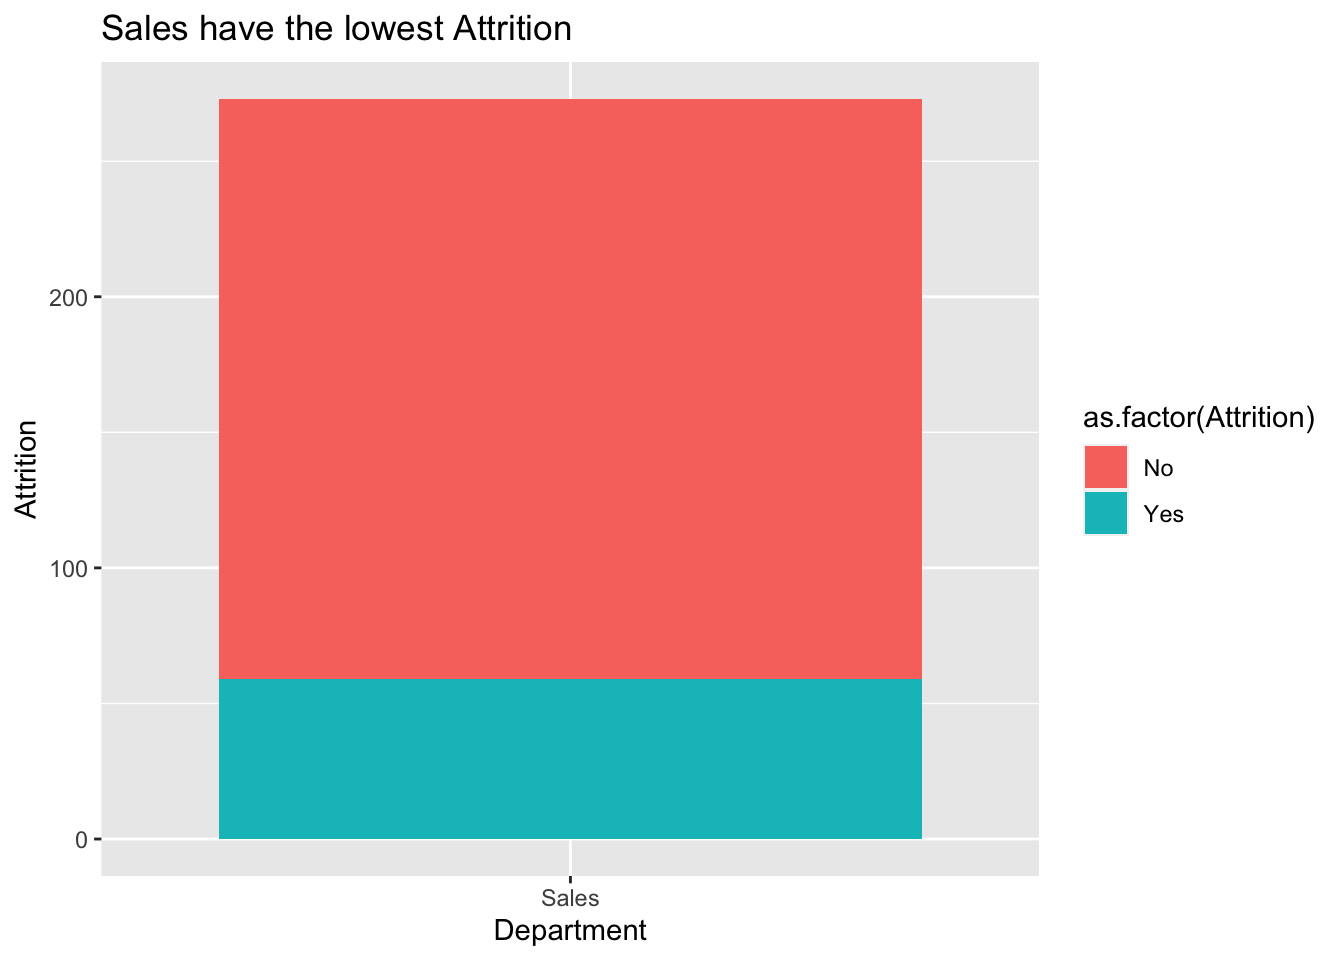 Sales have the lowest Attrition
Attrition
200
100
0
Sales
Department
as.factor(Attrition)
No
Yes